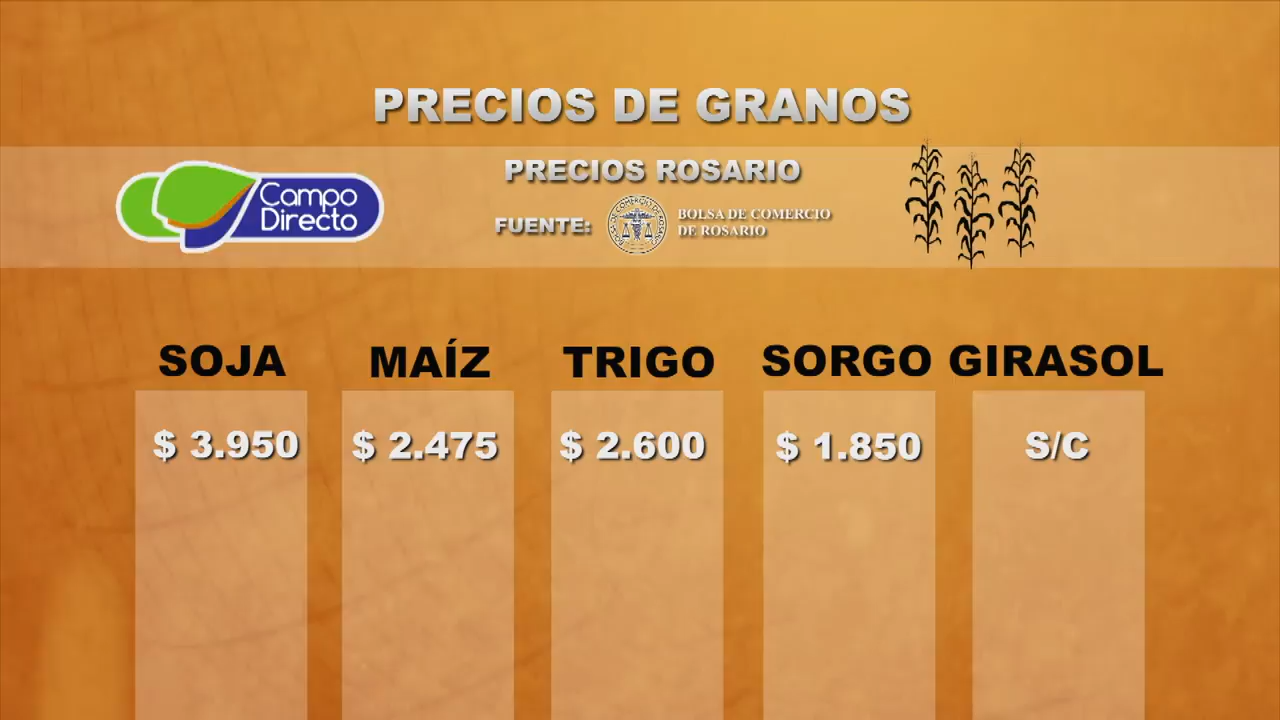 PRECIOS DE GRANOS
Campo
Directo
PRECIOS ROSARIO
FUENTE:
BOLSA DE COMERCIO
DE ROSARIO
SOJA MAÍZ TRIGO SORGO GIRASOL
$ 3.950 $ 2.475 $ 2.600 $ 1.850 S/C